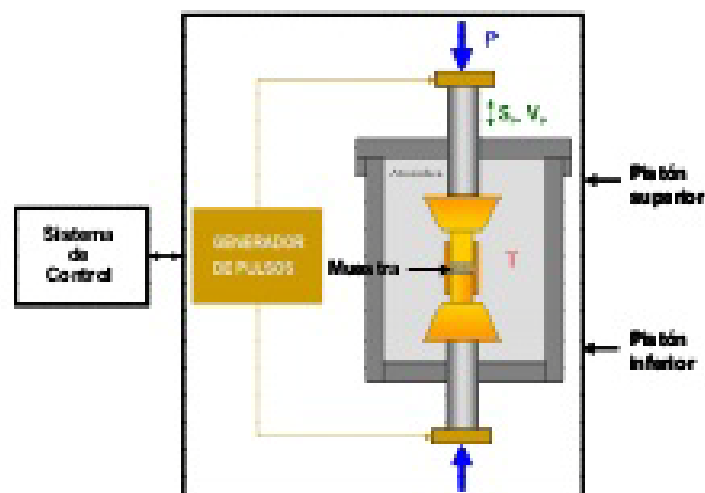 P
Pistón
superior
Sistema
de
Control
GENERADOR
DE PULSOS
Muestra
T
Pistón
inferior